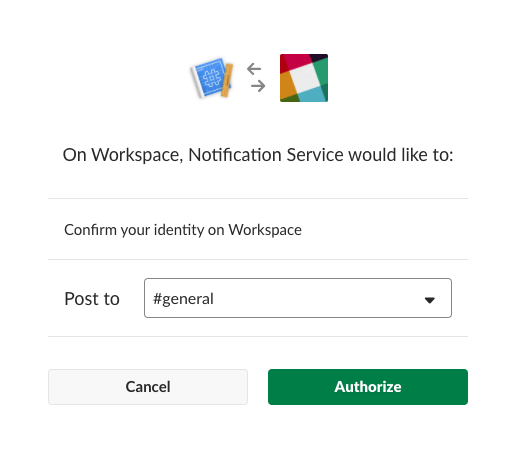 On Workspace, Notification Service would like to:
Confirm your identity on Workspace
Post to #general
Cancel Authorize